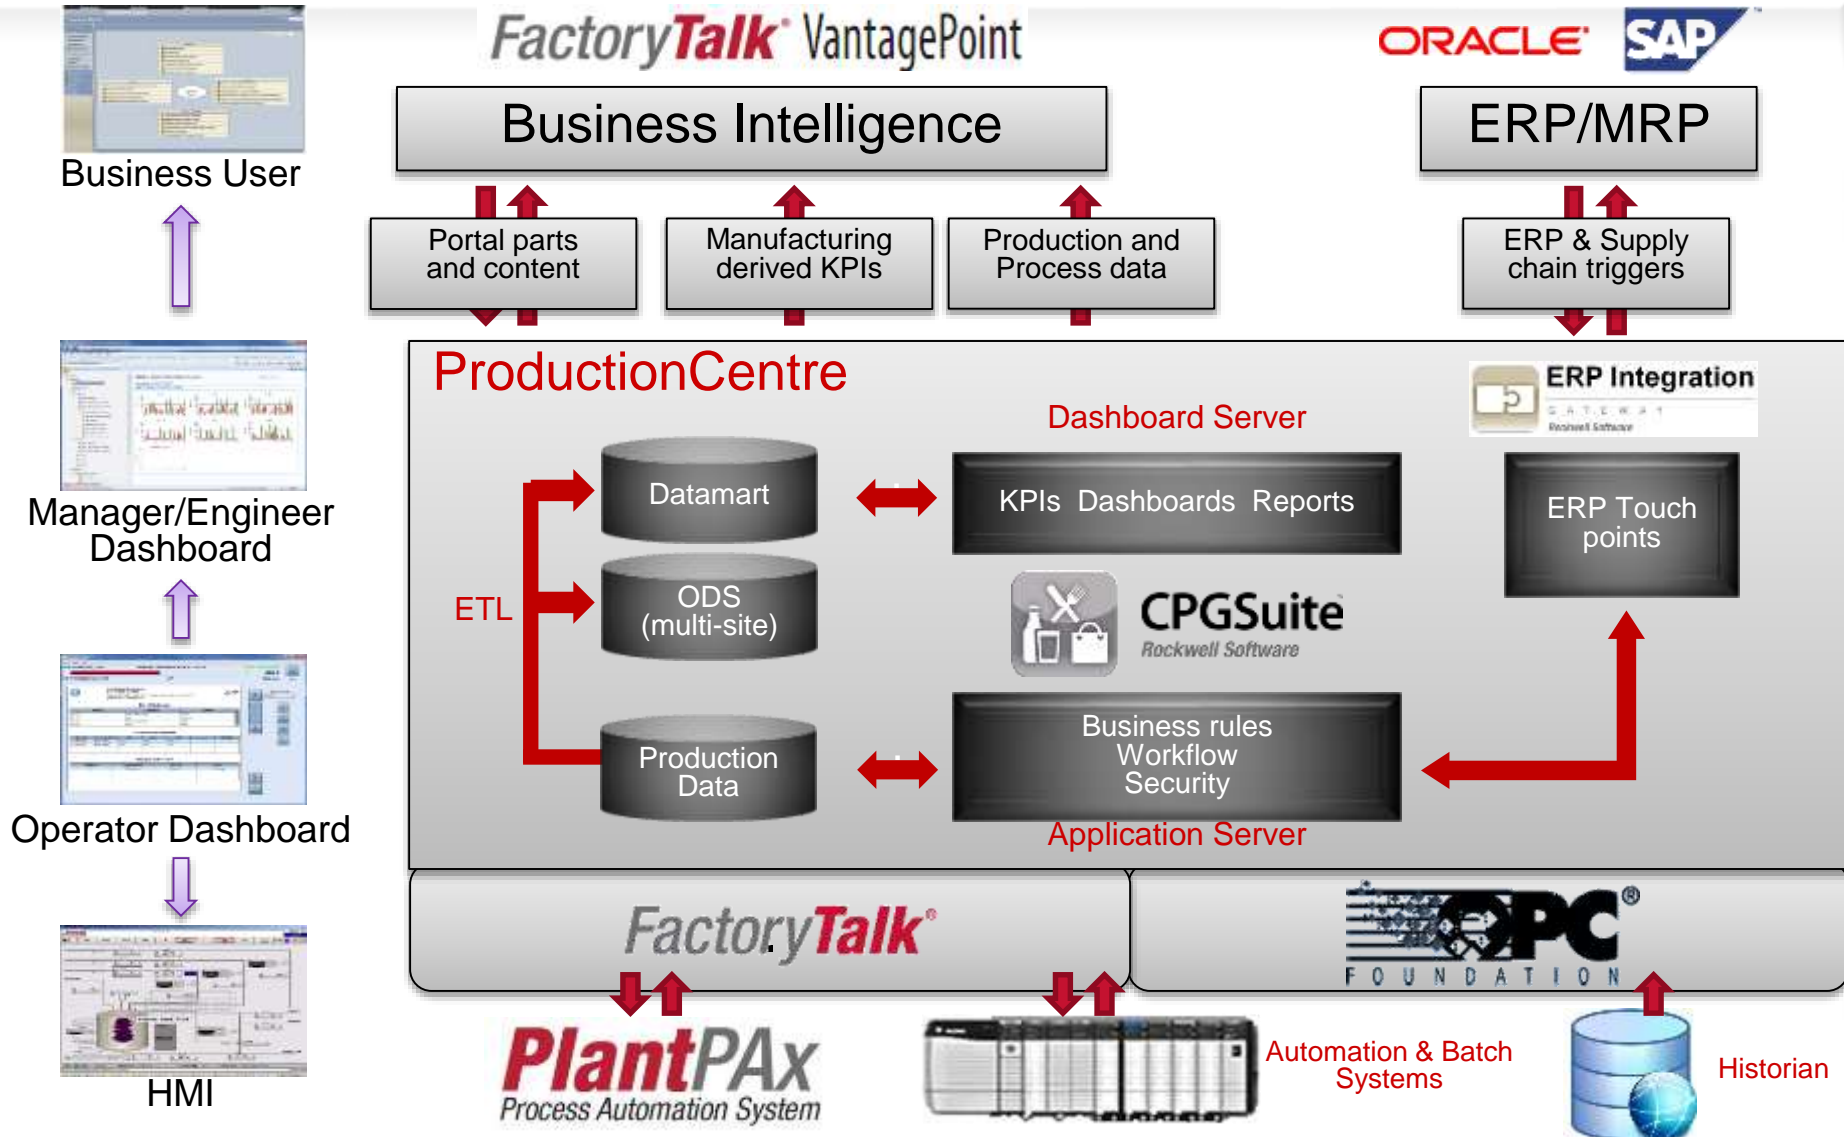 FactoryTalk® VantagePoint
ORACLE®
SAP
Business Intelligence
ERP/MRP
Business User
Portal parts
and content
Manufacturing
derived KPIs
Production and
Process data
ERP & Supply
chain triggers
ProductionCentre
ERP Integration
GATEWAY
Rockwell Software
Dashboard Server
Datamart
KPIs Dashboards Reports
ERP Touch
points
Manager/Engineer
Dashboard
ETL
ODS
(multi-site)
CPGSuite
Rockwell Software
Production
Data
Business rules
Workflow
Security
Application Server
Operator Dashboard
FactoryTalk®
OPC®
FOUNDATION
HMI
PlantPAx
Process Automation System
Automation & Batch
Systems
Historian